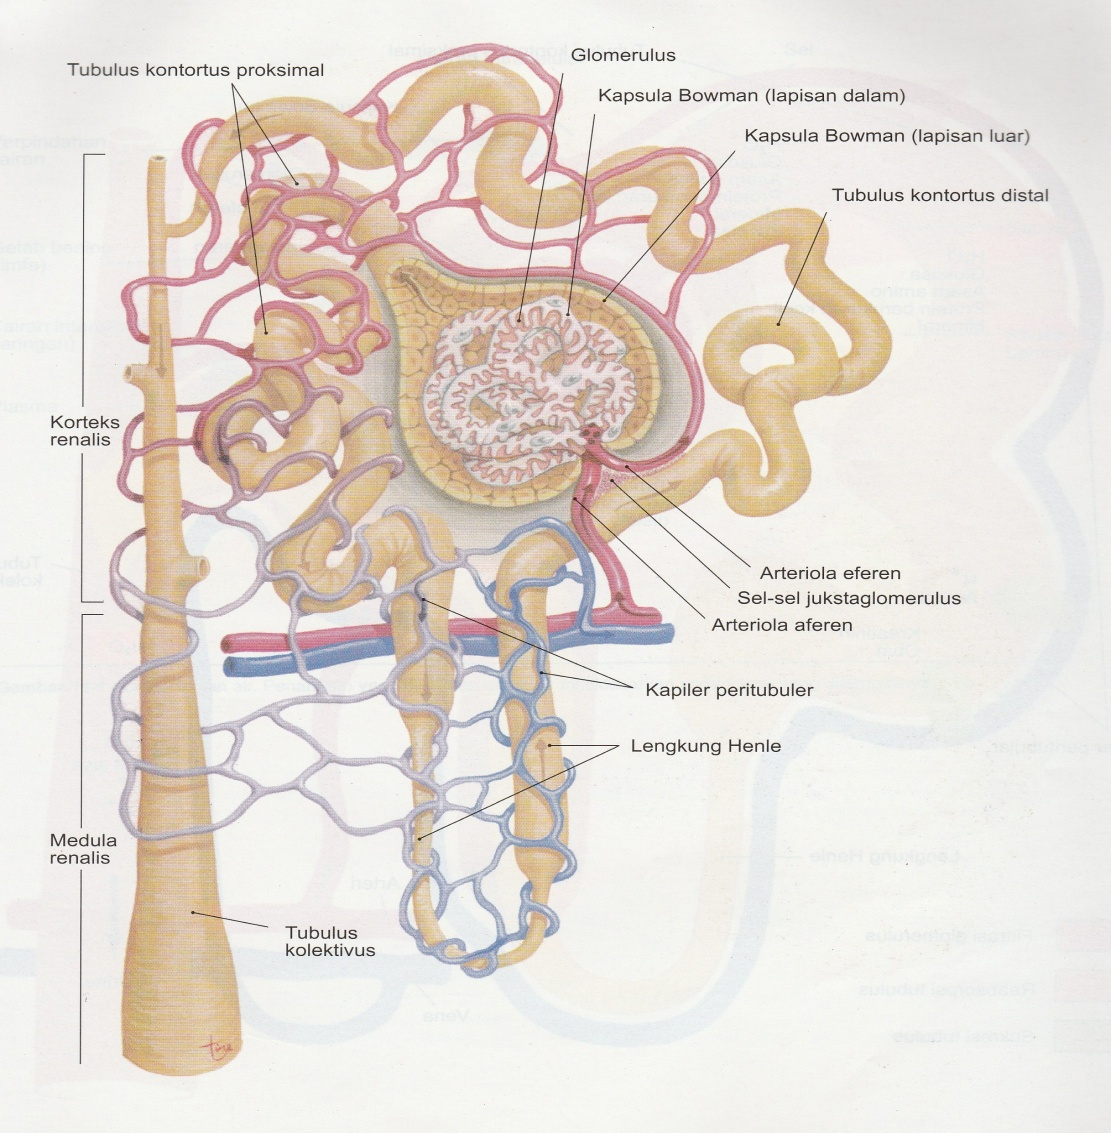 Glomerulus
Tubulus kontortus proksimal
Kapsula Bowman (lapisan dalam)
Kapsula Bowman (lapisan luar)
Tubulus kontortus distal
Korteks
renalis
Arteriola eferen
Sel-sel jukstaglomerulus
Arteriola aferen
Kapiler peritubuler
Lengkung Henle
Medula
renalis
Tubulus
kolektivus